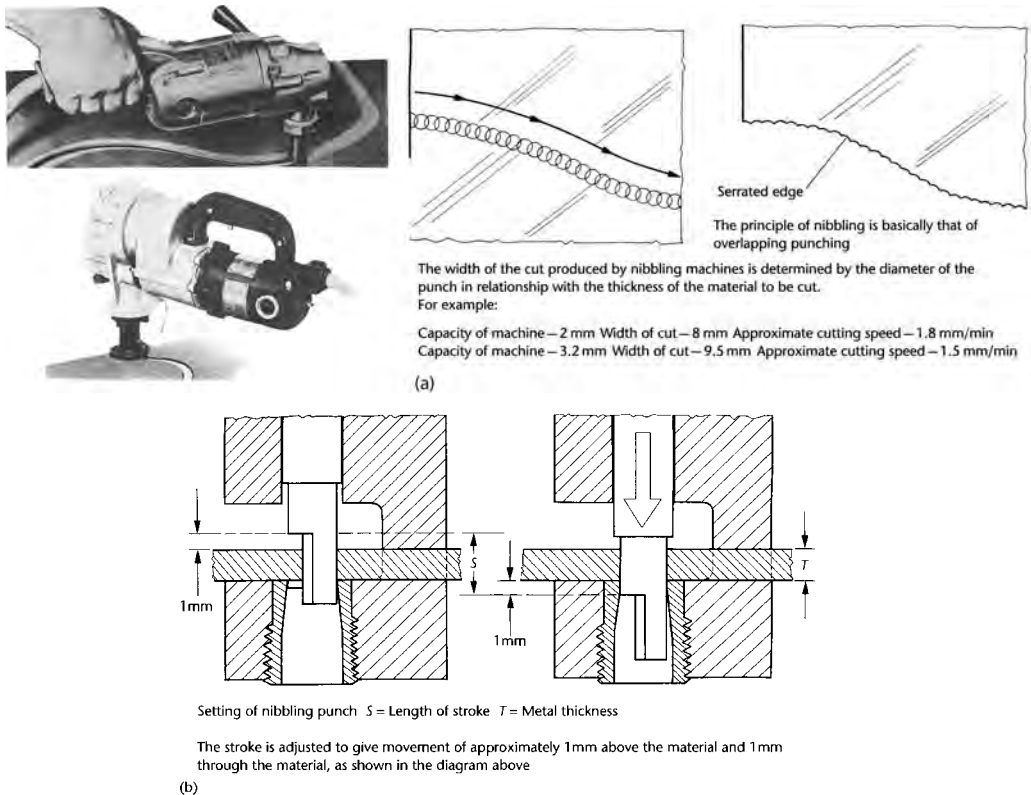 Serrated edge
The principle of nibbling is basically that of
overlapping punching
The width of the cut produced by nibbling machines is determined by the diameter of the
punch in relationship with the thickness of the material to be cut.
For example:
Capacity of machine – 2 mm Width of cut – 8 mm Approximate cutting speed – 1.8 mm/min
Capacity of machine – 3.2 mm Width of cut – 9.5 mm Approximate cutting speed – 1.5 mm/min
(a)
1mm
S
1mm
T
Setting of nibbling punch S = Length of stroke T = Metal thickness
The stroke is adjusted to give movement of approximately 1mm above the material and 1mm
through the material, as shown in the diagram above
(b)